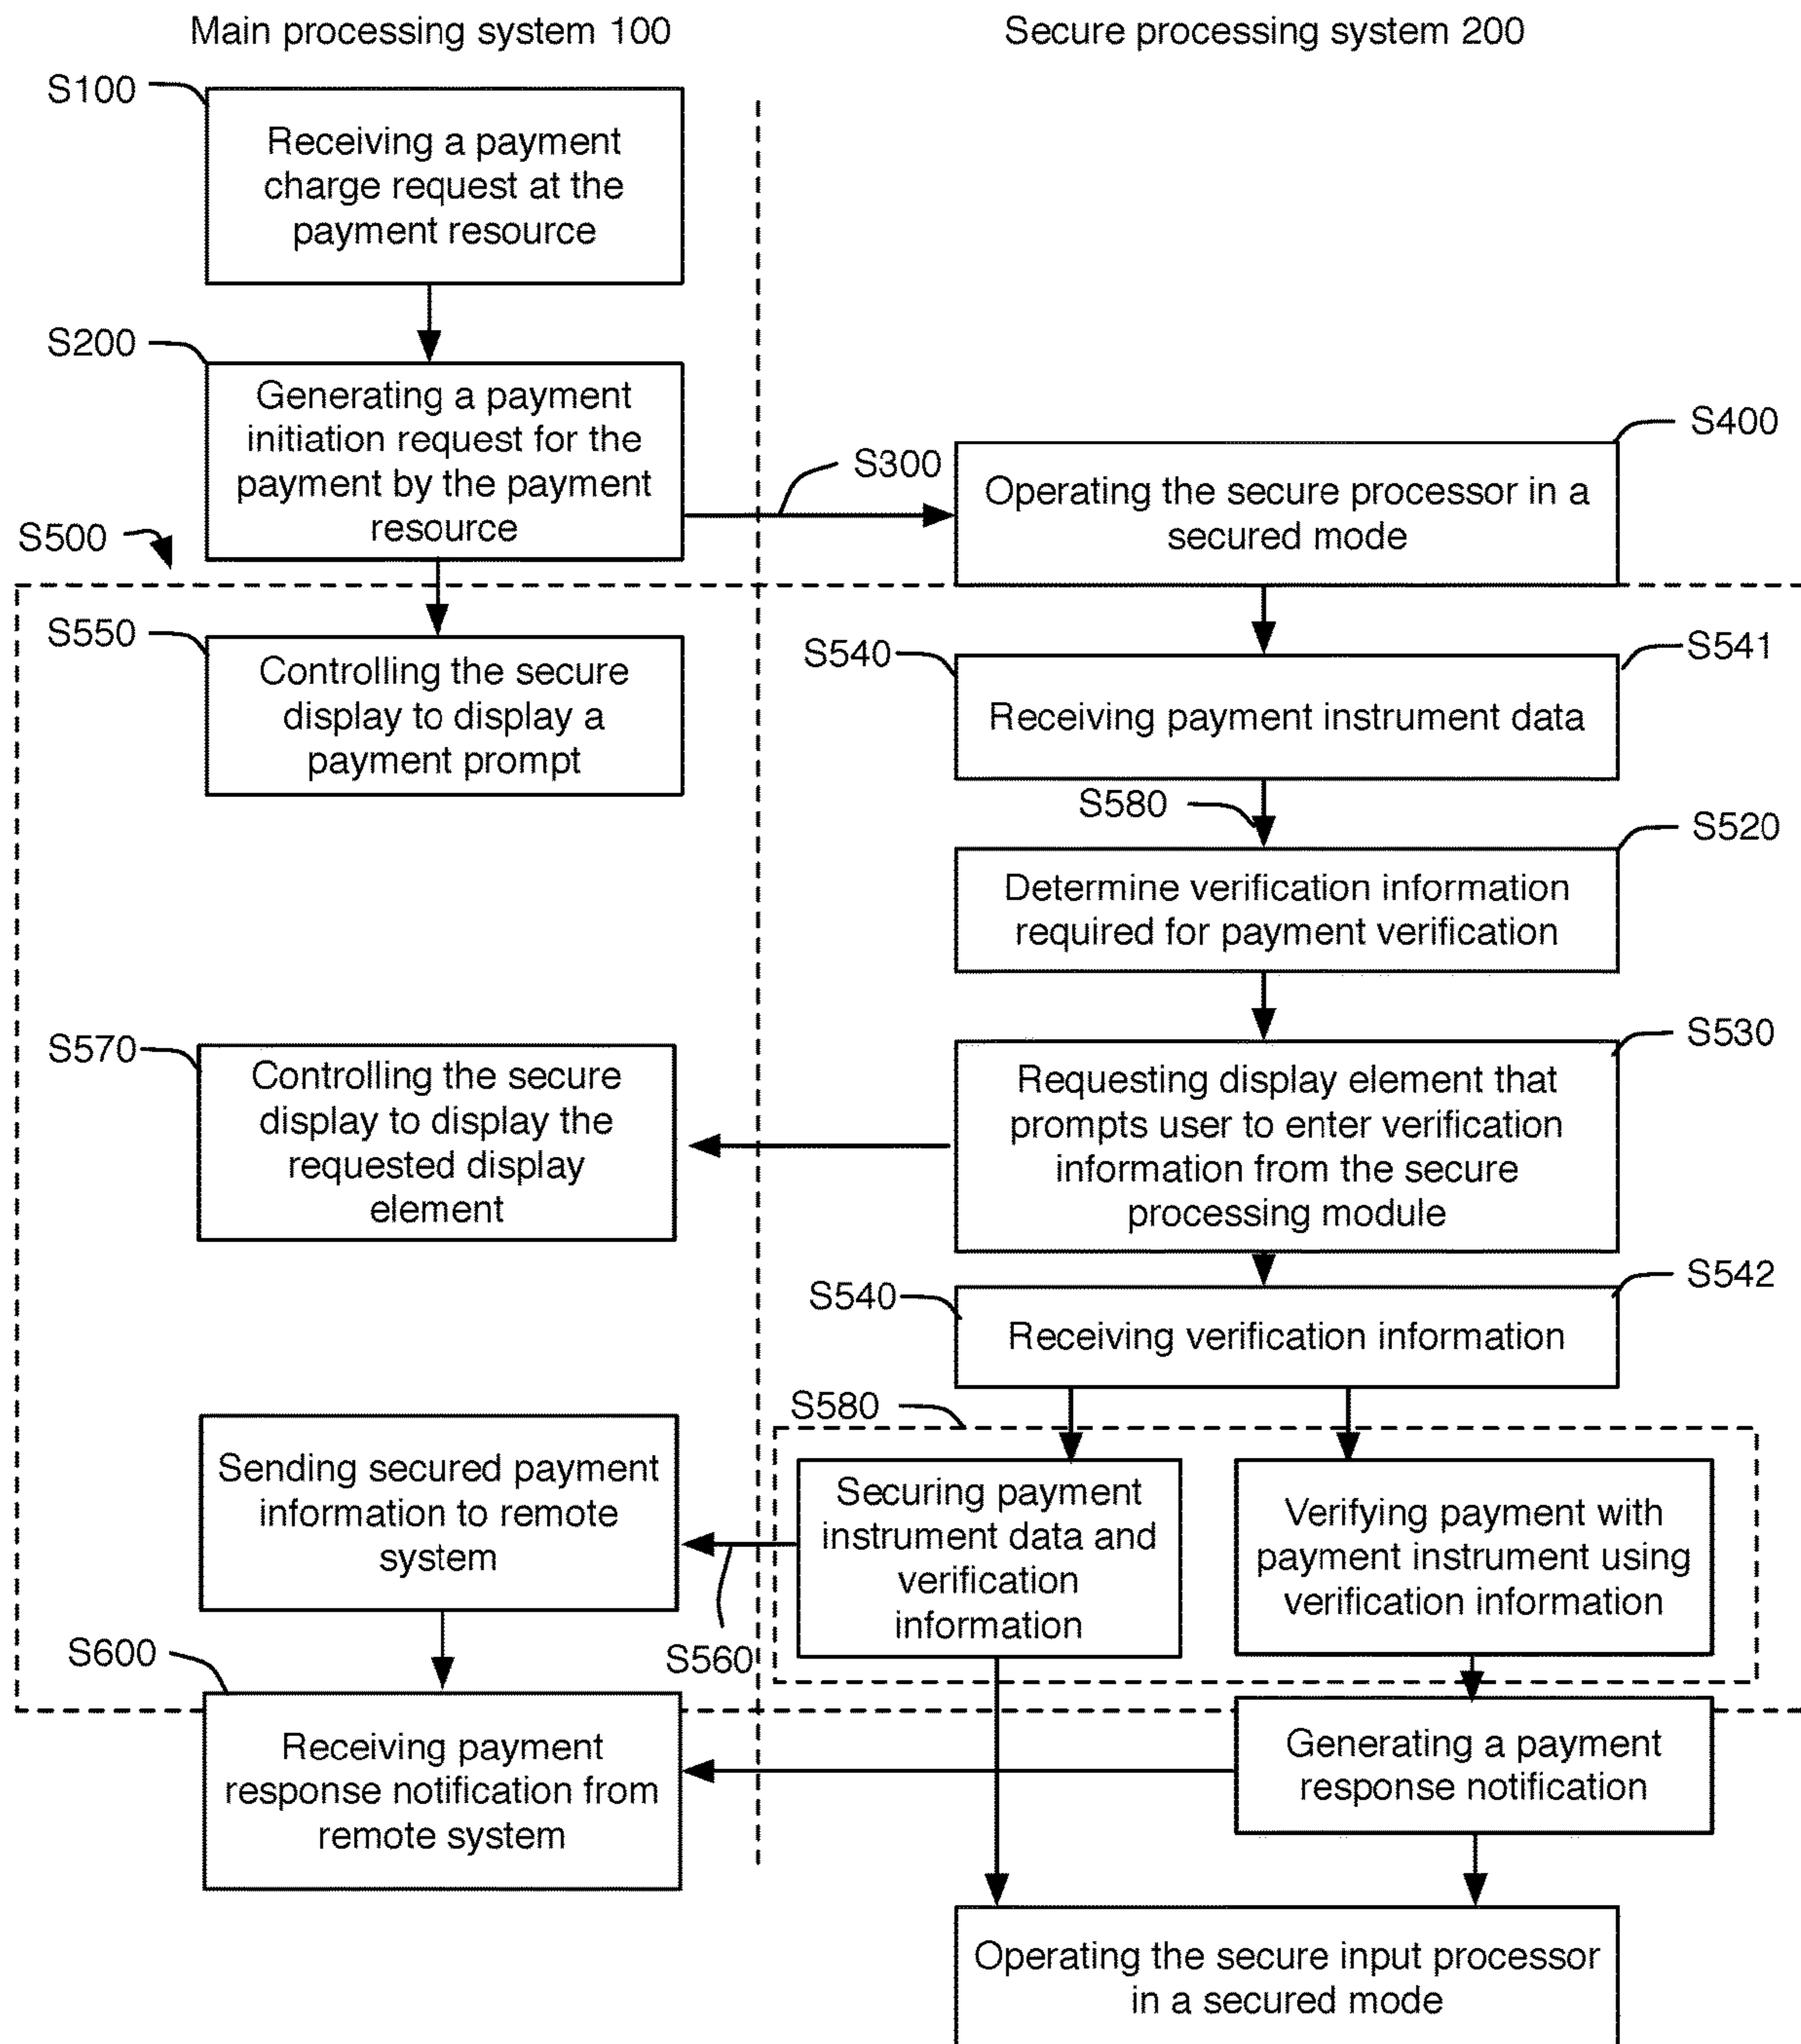 Main processing system 100
Secure processing system 200
S100
Receiving a payment
charge request at the
payment resource
S200
Generating a payment
initiation request for the
payment by the payment
resource
S300
S400
Operating the secure processor in a
secured mode
S500
S550
Controlling the secure
display to display a
payment prompt
S540
S541
Receiving payment instrument data
S580
S520
Determine verification information
required for payment verification
S570
Controlling the secure
display to display the
requested display
element
S530
Requesting display element that
prompts user to enter verification
information from the secure
processing module
S540
S542
Receiving verification information
S580
Sending secured payment
information to remote
system
Securing payment
instrument data and
verification
information
Verifying payment with
payment instrument using
verification information
S560
S600
Receiving payment
response notification from
remote system
Generating a payment
response notification
Operating the secure input processor
in a secured mode